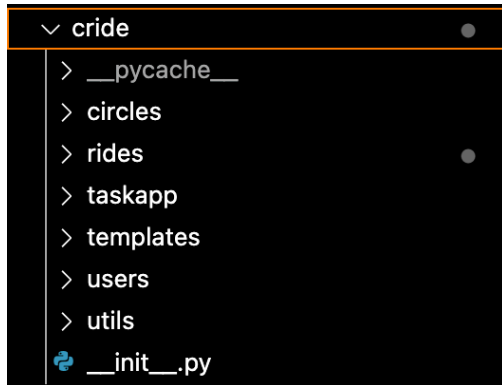 cride
__pycache__
circles
rides
taskapp
templates
users
utils
__init__.py